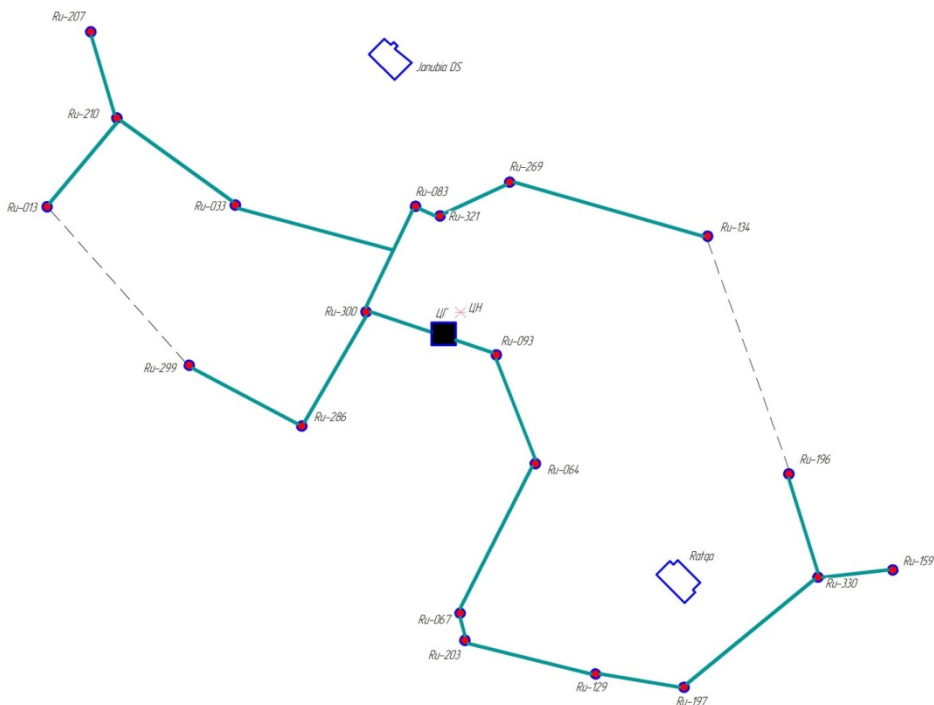 Ru-207
Janubia DS
Ru-210
Ru-269
Ru-083
Ru-013
Ru-033
Ru-321
Ru-134
Ru-300
ЦГ
ЦН
Ru-093
Ru-299
Ru-286
Ru-196
Ru-064
Ratqa
Ru-159
Ru-330
Ru-067
Ru-203
Ru-129
Ru-197